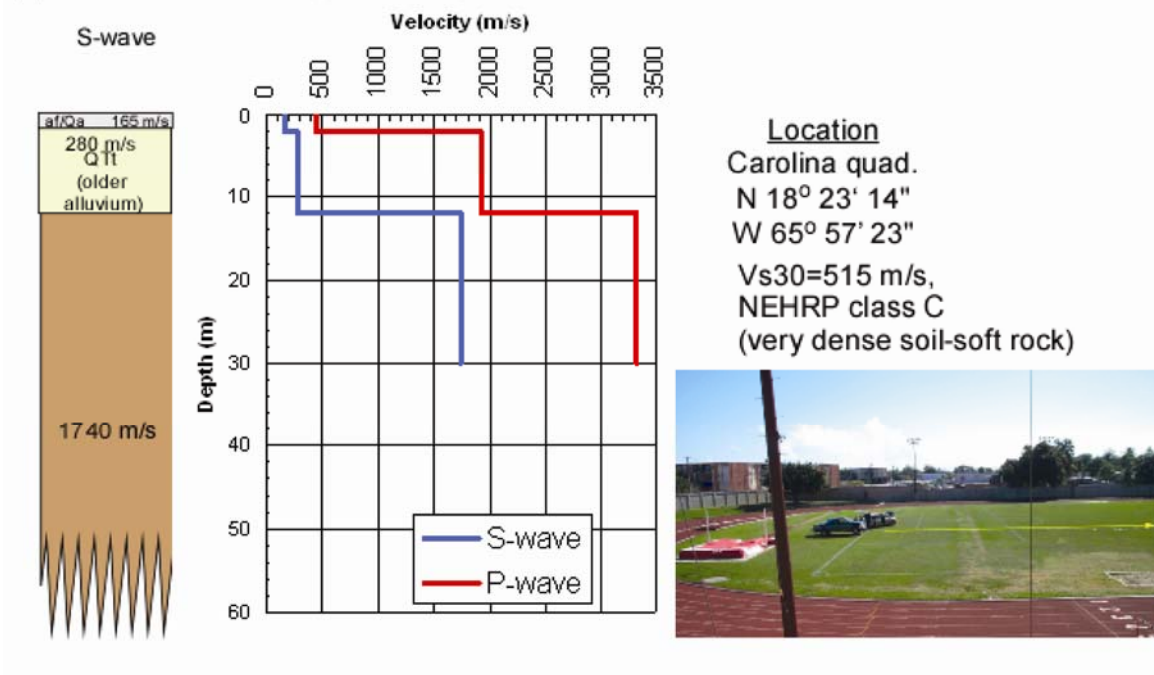 S-wave
af/Qa 165 m/s
280 m/s
QTt
(older
alluvium)
1740 m/s
Velocity (m/s)
0 500 1000 1500 2000 2500 3000 3500
Depth (m)
0
10
20
30
40
50
60
S-wave
P-wave
Location
Carolina quad.
N 18⁰ 23‘ 14"
W 65⁰ 57’ 23"
Vs30=515 m/s,
NEHRP class C
(very dense soil-soft rock)